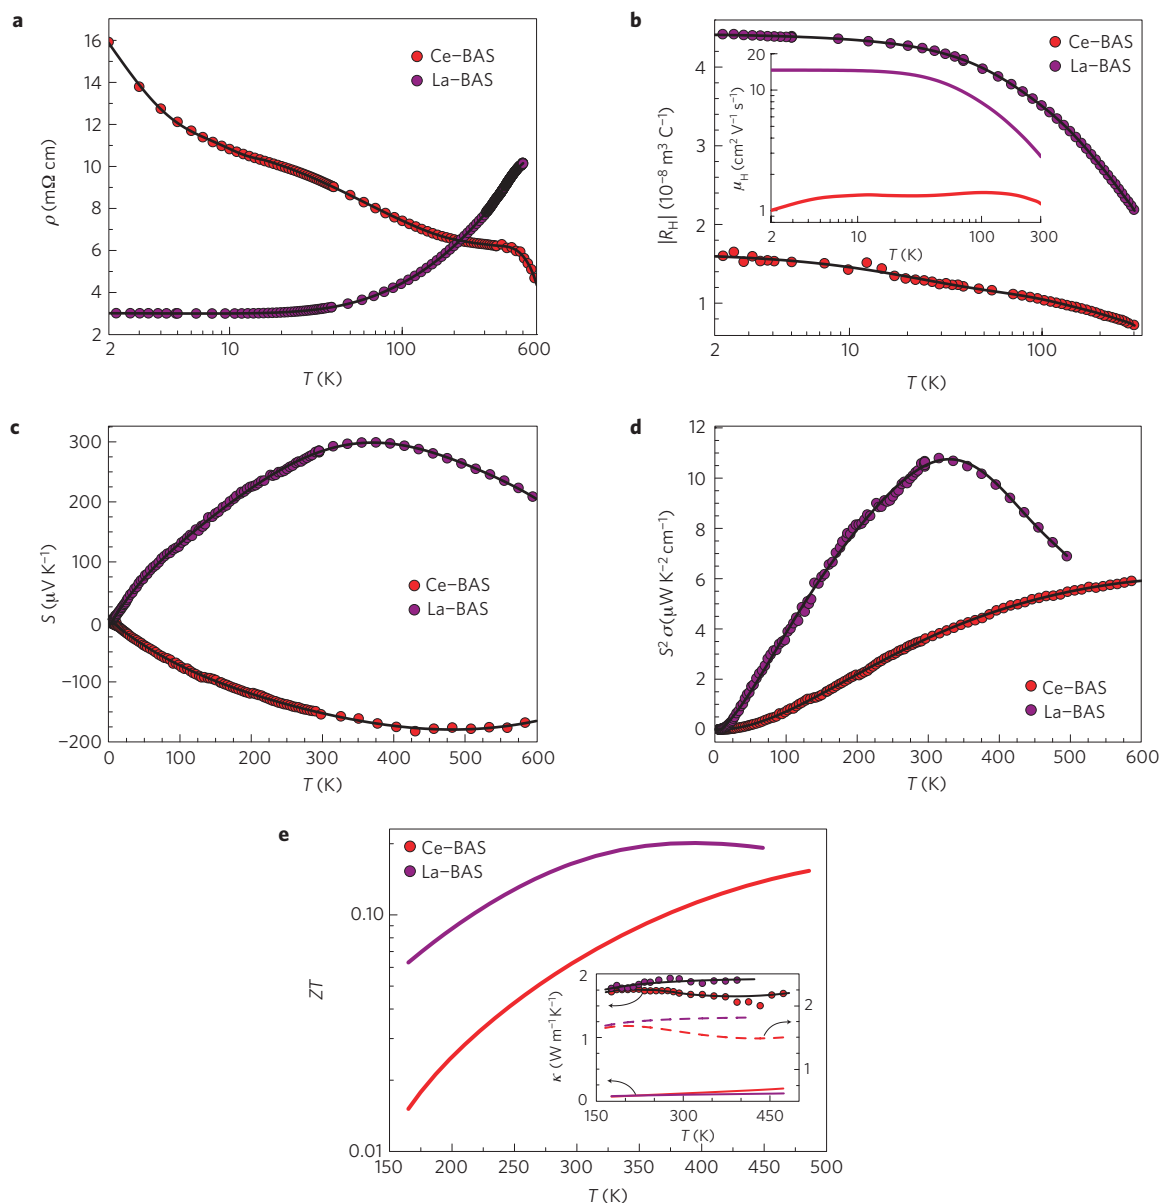 a
16
14
12
10
8
6
4
2
ρ (mΩ cm)
Ce–BAS
La–BAS
2
10
100
600
T (K)
b
4
3
2
1
|R_H| (10⁻⁸ m³ C⁻¹)
Ce–BAS
La–BAS
20
10
1
μ_H (cm² V⁻¹ s⁻¹)
2
10
100
300
T (K)
2
10
100
T (K)
c
300
200
100
0
−100
−200
S (μV K⁻¹)
Ce–BAS
La–BAS
0
100
200
300
400
500
600
T (K)
d
12
10
8
6
4
2
0
S² σ (μW K⁻² cm⁻¹)
Ce–BAS
La–BAS
0
100
200
300
400
500
600
T (K)
e
0.10
0.01
ZT
Ce–BAS
La–BAS
2
1
0
κ (W m⁻¹ K⁻¹)
2
1
150
300
450
T (K)
150
200
250
300
350
400
450
500
T (K)